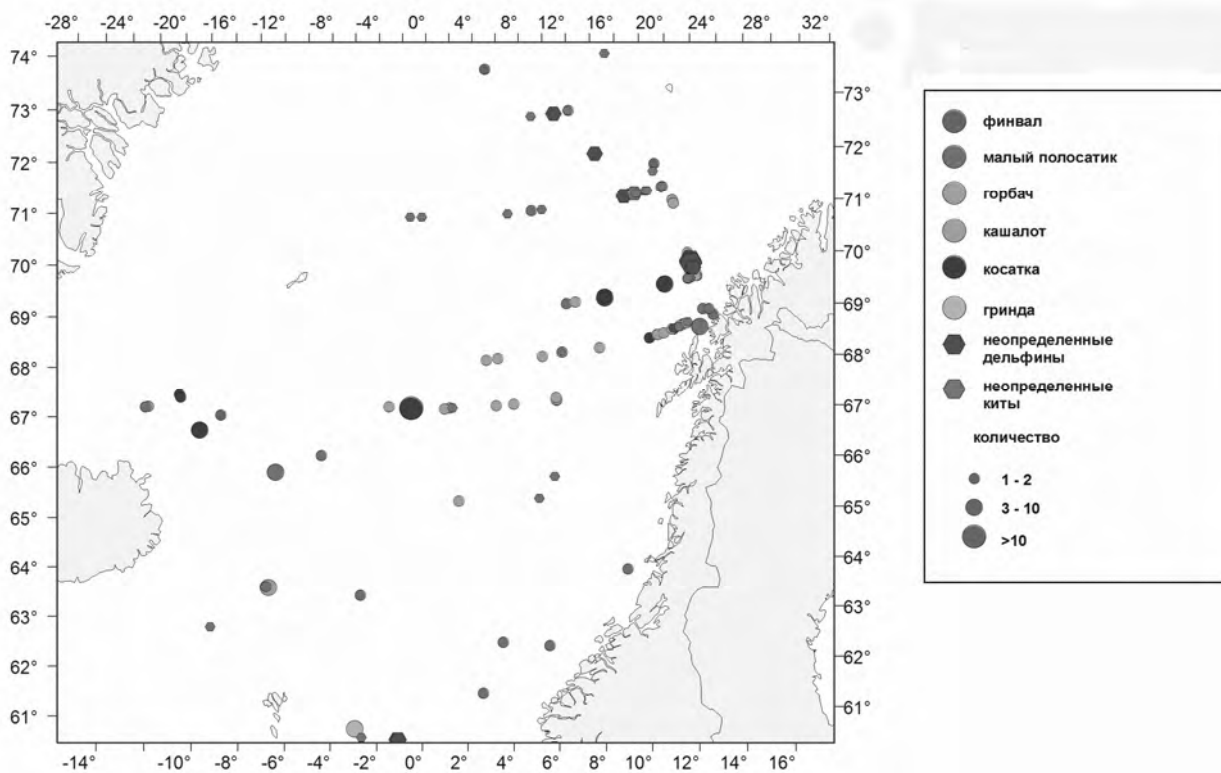 -28° -20° -16° -12° -8° -4° 0° 4° 8° 12° 16° 20° 24° 32°
74°
73°
72°
71°
70°
69°
68°
67°
66°
65°
64°
63°
62°
61°
73°
72°
71°
70°
69°
68°
67°
66°
65°
64°
63°
62°
61°
-14° -10° -8° -6° -4° -2° 0° 2° 4° 6° 8° 10° 12° 14° 16°
финвал
малый полосатик
горбач
кашалот
косатка
гринда
неопределенные
дельфины
неопределенные
киты
количество
1 - 2
3 - 10
>10